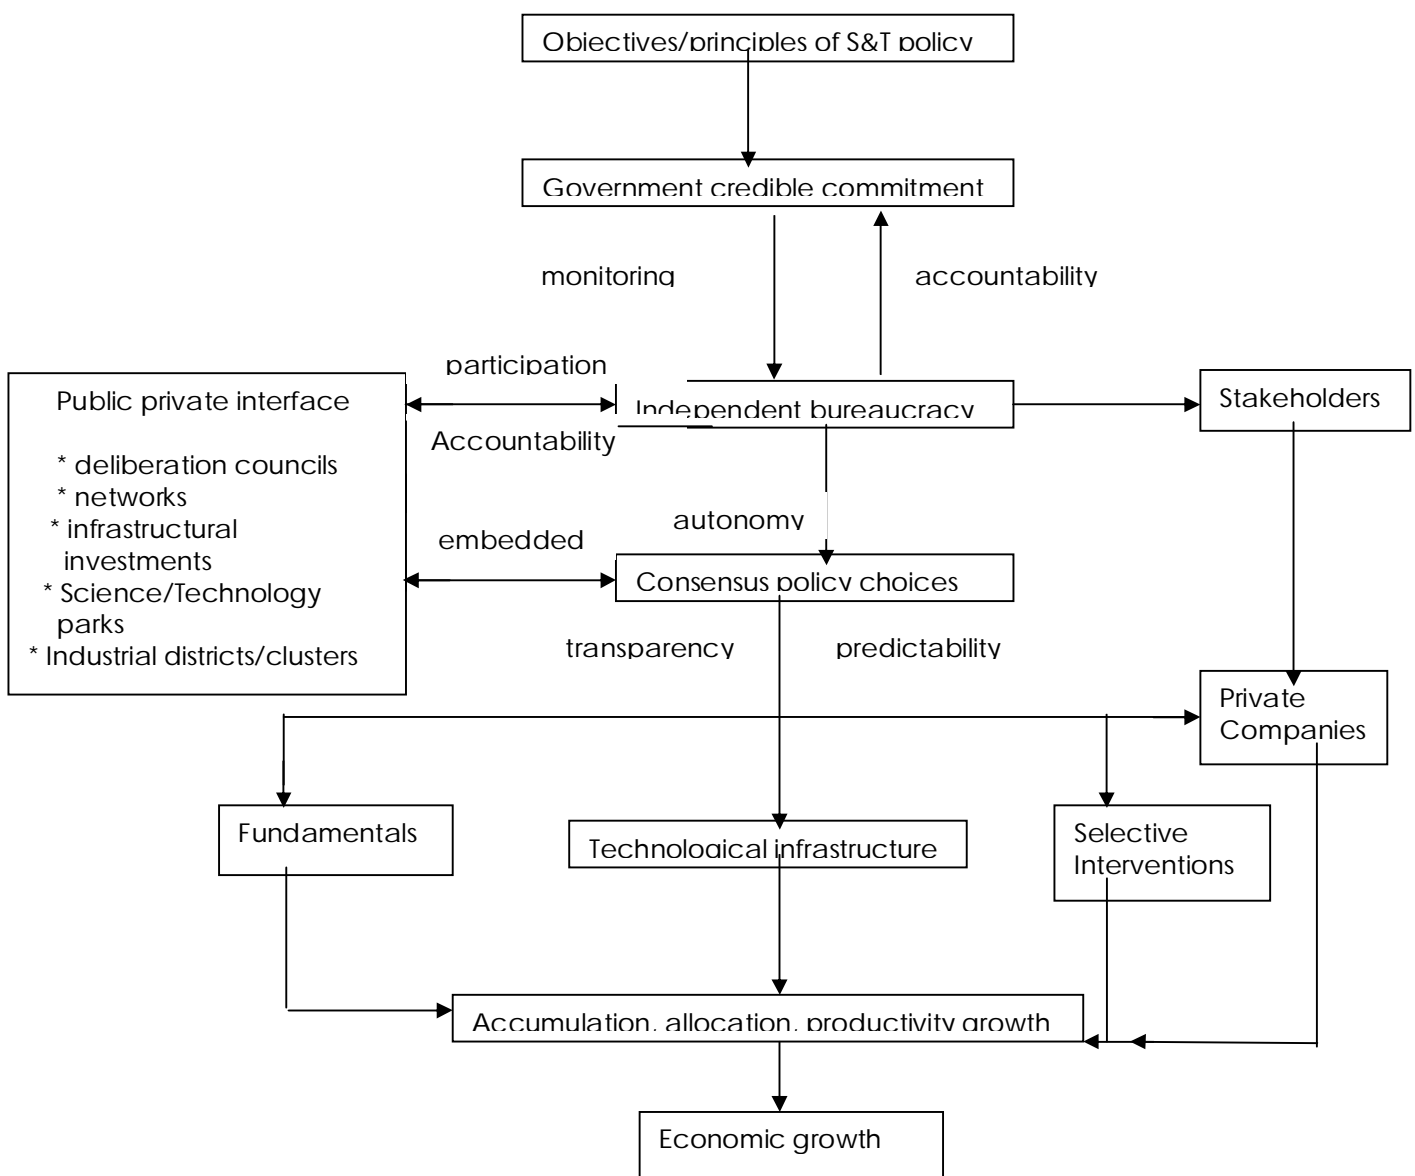 Objectives/principles of S&T policy
Government credible commitment
monitoring
accountability
participation
Public private interface
Independent bureaucracy
Stakeholders
Accountability
* deliberation councils
* networks
* infrastructural
investments
* Science/Technology
parks
* Industrial districts/clusters
autonomy
embedded
Consensus policy choices
transparency
predictability
Private
Companies
Fundamentals
Technological infrastructure
Selective
Interventions
Accumulation, allocation, productivity growth
Economic growth